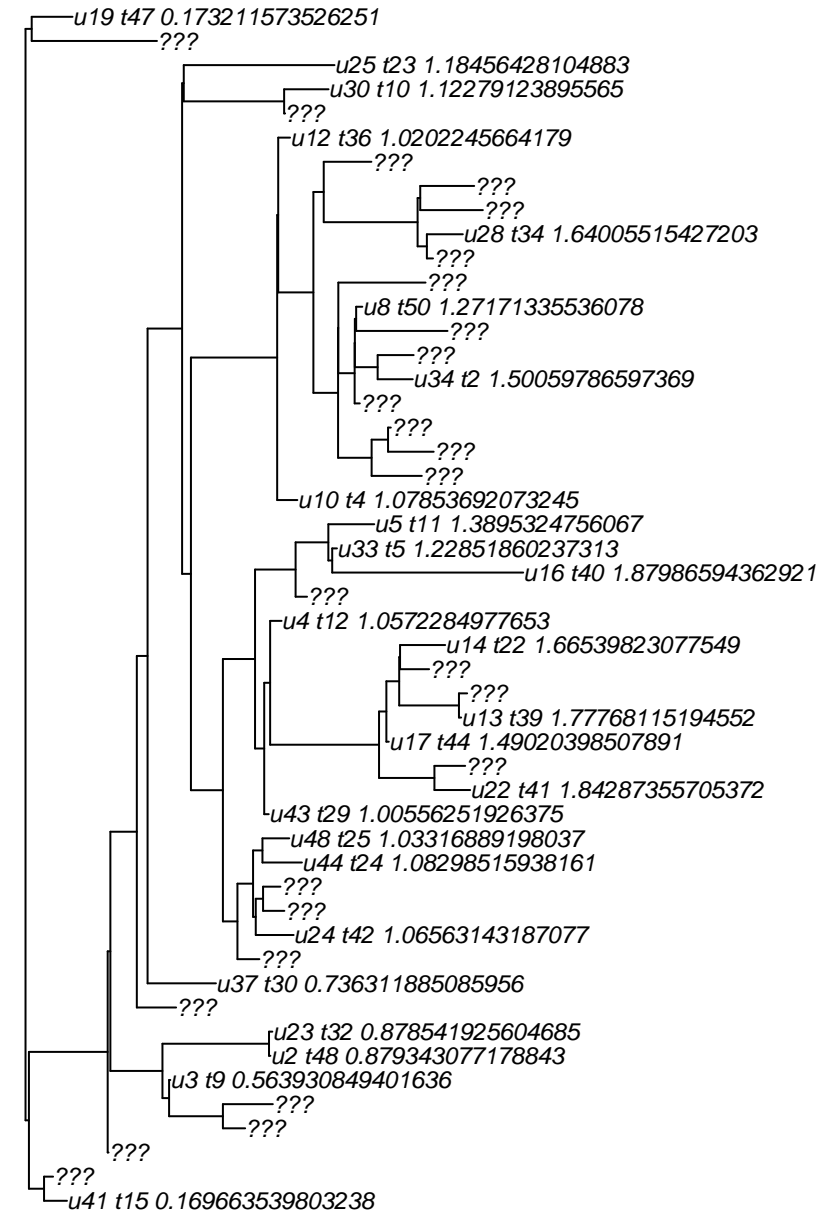 u19 t47 0.173211573526251
???
u25 t23 1.18456428104883
u30 t10 1.12279123895565
???
u12 t36 1.0202245664179
???
???
???
u28 t34 1.64005515427203
???
???
u8 t50 1.27171335536078
???
???
u34 t2 1.50059786597369
???
???
???
???
u10 t4 1.07853692073245
u5 t11 1.3895324756067
u33 t5 1.22851860237313
u16 t40 1.87986594362921
???
u4 t12 1.0572284977653
u14 t22 1.66539823077549
???
???
u13 t39 1.77768115194552
u17 t44 1.49020398507891
???
u22 t41 1.84287355705372
u43 t29 1.00556251926375
u48 t25 1.03316889198037
u44 t24 1.08298515938161
???
???
u24 t42 1.06563143187077
???
u37 t30 0.736311885085956
???
u23 t32 0.878541925604685
u2 t48 0.879343077178843
u3 t9 0.563930849401636
???
???
???
???
u41 t15 0.169663539803238